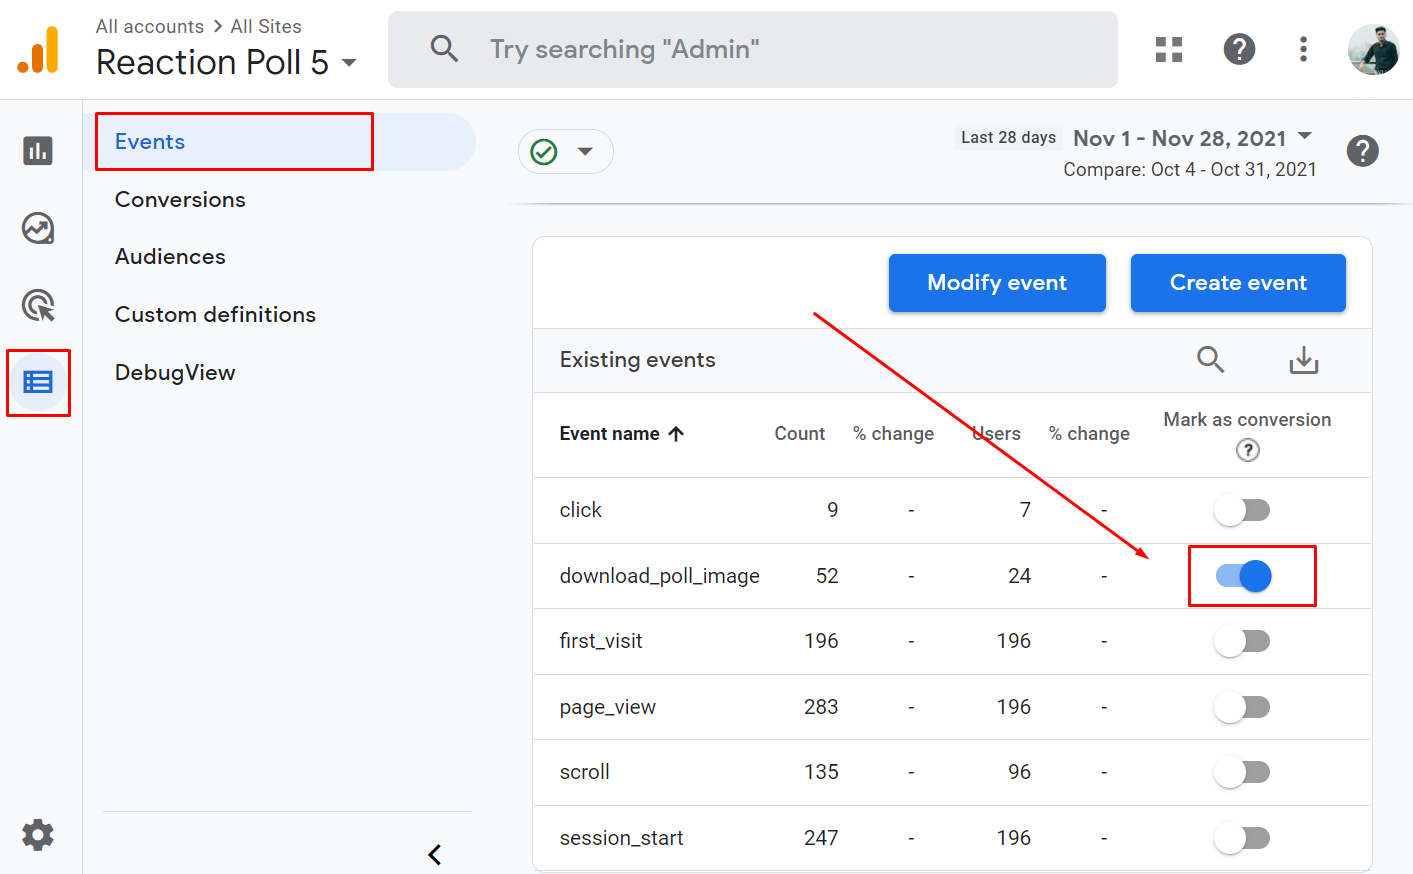 All accounts > All Sites
Reaction Poll 5
Try searching "Admin"
Events
Conversions
Audiences
Custom definitions
DebugView
Last 28 days Nov 1 - Nov 28, 2021
Compare: Oct 4 - Oct 31, 2021
Modify event Create event
Existing events
Event name Count % change Users % change Mark as conversion
click 9 - 7 -
download_poll_image 52 - 24 -
first_visit 196 - 196 -
page_view 283 - 196 -
scroll 135 - 96 -
session_start 247 - 196 -